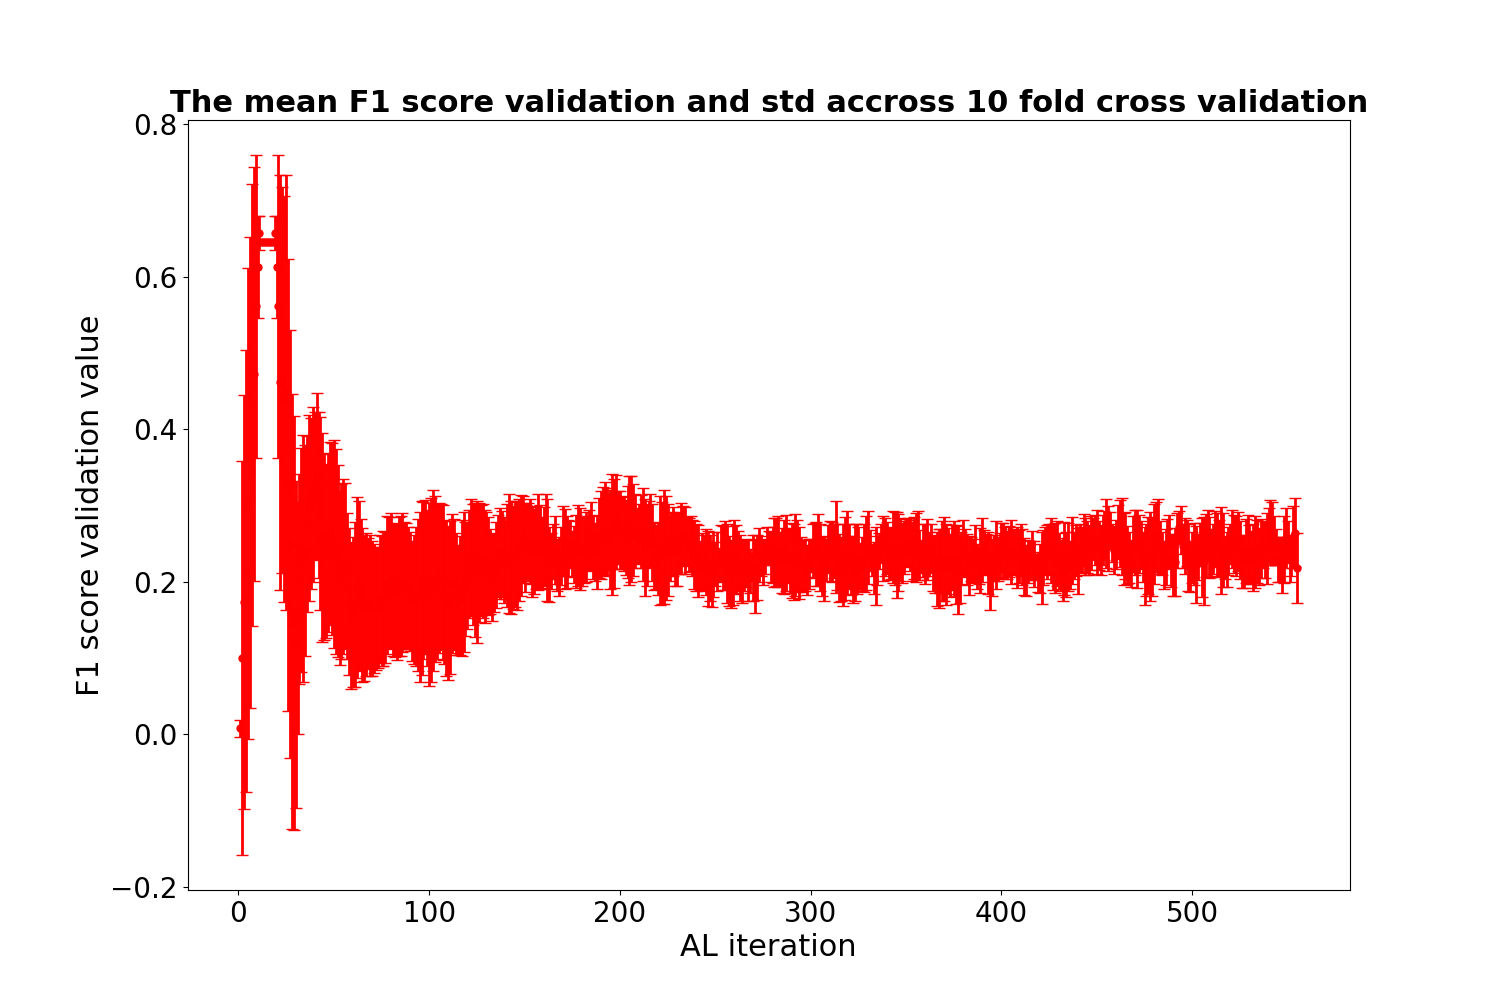 The mean F1 score validation and std accross 10 fold cross validation
0.8
0.6
0.4
0.2
0.0
−0.2
F1 score validation value
0 100 200 300 400 500
AL iteration